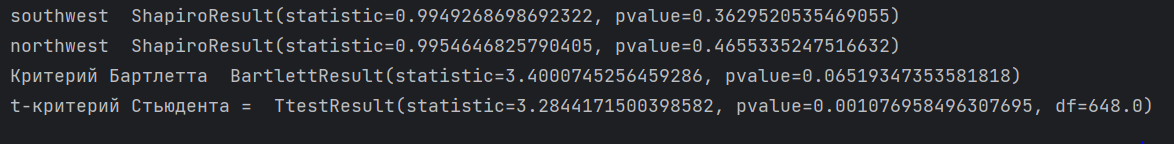 southwest  ShapiroResult(statistic=0.9949268698692322, pvalue=0.3629520535469055)
northwest  ShapiroResult(statistic=0.9954646825790405, pvalue=0.4655335247516632)
Критерий Бартлетта  BartlettResult(statistic=3.4000745256459286, pvalue=0.06519347353581818)
t-критерий Стьюдента =  TtestResult(statistic=3.2844171500398582, pvalue=0.001076958496307695, df=648.0)